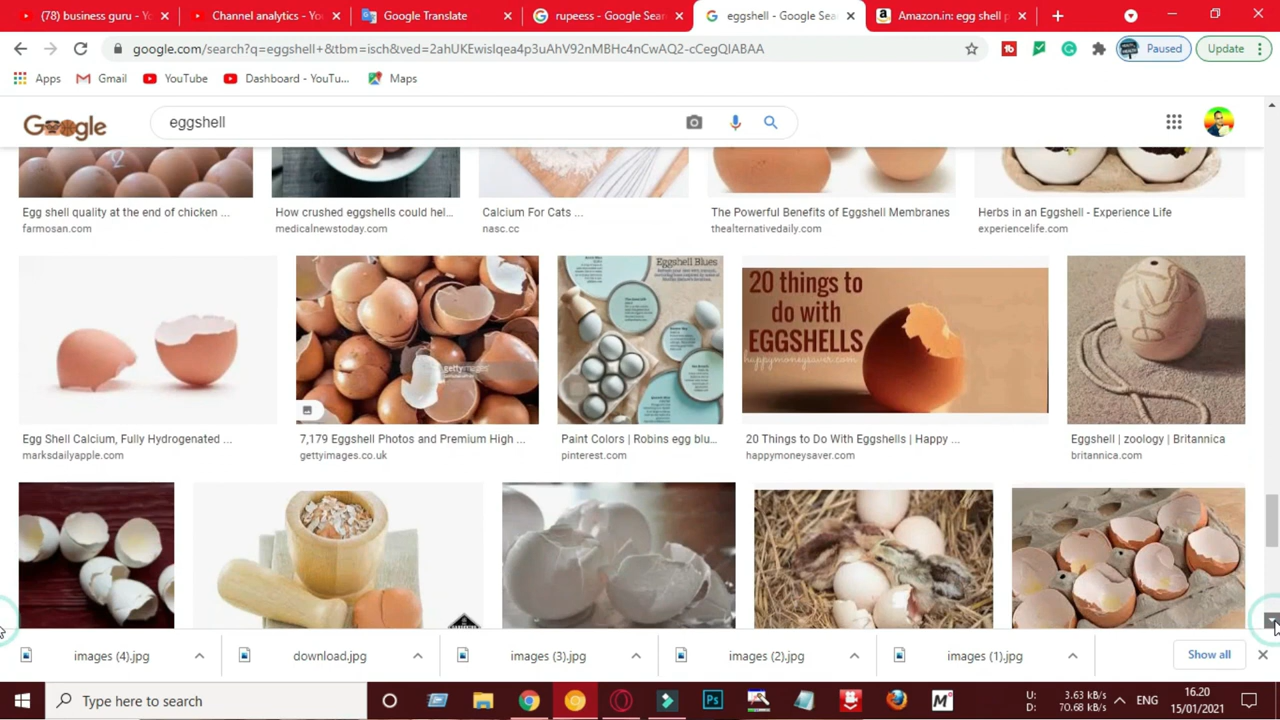 (78) business guru - Yo
Channel analytics - You
Google Translate
rupeess - Google Sear
eggshell - Google Sea
Amazon.in: egg shell p
google.com/search?q=eggshell+&tbm=isch&ved=2ahUKEwisIqea4p3uAhV92nMBHc4nCwAQ2-cCegQIABAA
Paused
Update
Apps
Gmail
YouTube
Dashboard - YouTu...
Maps
Google
eggshell
Egg shell quality at the end of chicken ...
farmosan.com
How crushed eggshells could hel...
medicalnewstoday.com
Calcium For Cats ...
nasc.cc
The Powerful Benefits of Eggshell Membranes
thealternativedaily.com
Herbs in an Eggshell - Experience Life
experiencelife.com
gettyimages
Eggshell Blues
20 things to
do with
EGGSHELLS
happymoneysaver.com
Egg Shell Calcium, Fully Hydrogenated ...
marksdailyapple.com
7,179 Eggshell Photos and Premium High ...
gettyimages.co.uk
Paint Colors | Robins egg blu...
pinterest.com
20 Things to Do With Eggshells | Happy ...
happymoneysaver.com
Eggshell | zoology | Britannica
britannica.com
images (4).jpg
download.jpg
images (3).jpg
images (2).jpg
images (1).jpg
Show all
Type here to search
Ps
U: 3.63 kB/s
D: 70.68 kB/s
ENG
16.20
15/01/2021